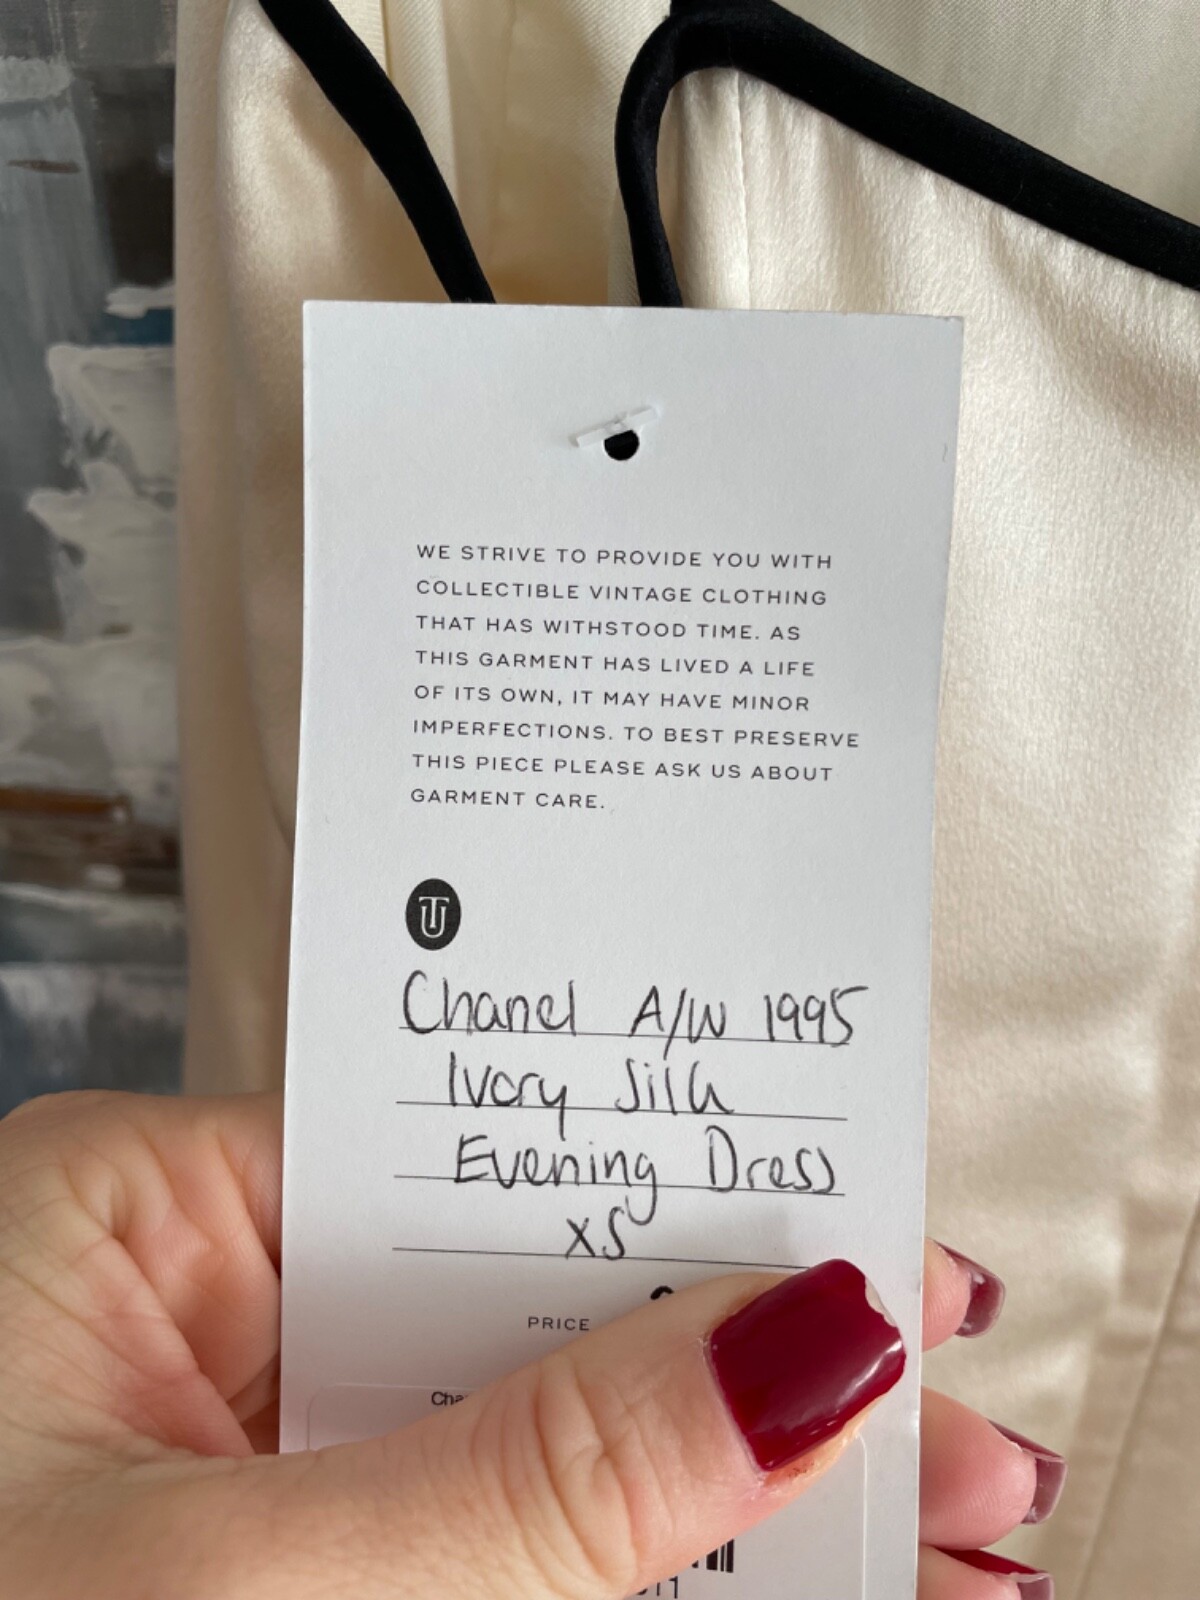 WE STRIVE TO PROVIDE YOU WITH
COLLECTIBLE VINTAGE CLOTHING
THAT HAS WITHSTOOD TIME. AS
THIS GARMENT HAS LIVED A LIFE
OF ITS OWN, IT MAY HAVE MINOR
IMPERFECTIONS. TO BEST PRESERVE
THIS PIECE PLEASE ASK US ABOUT
GARMENT CARE.
TU
Chanel A/W 1995
Ivory Silk
Evening Dress
XS
PRICE